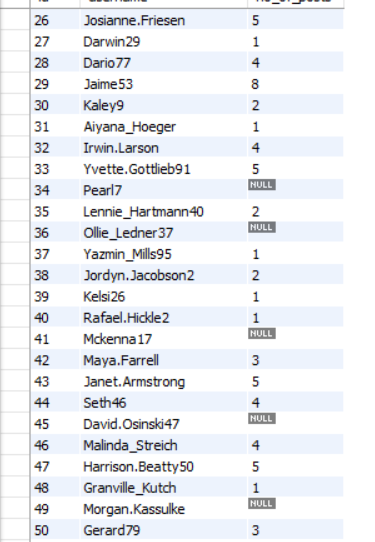 26 Josianne.Friesen 5
27 Darwin29 1
28 Dario77 4
29 Jaime53 8
30 Kaley9 2
31 Aiyana_Hoeger 1
32 Irwin.Larson 4
33 Yvette.Gottlieb91 5
34 Pearl7 NULL
35 Lennie_Hartmann40 2
36 Ollie_Ledner37 NULL
37 Yazmin_Mills95 1
38 Jordyn.Jacobson2 2
39 Kelsi26 1
40 Rafael.Hickle2 1
41 Mckenna17 NULL
42 Maya.Farrell 3
43 Janet.Armstrong 5
44 Seth46 4
45 David.Osinski47 NULL
46 Malinda_Streich 4
47 Harrison.Beatty50 5
48 Granville_Kutch 1
49 Morgan.Kassulke NULL
50 Gerard79 3